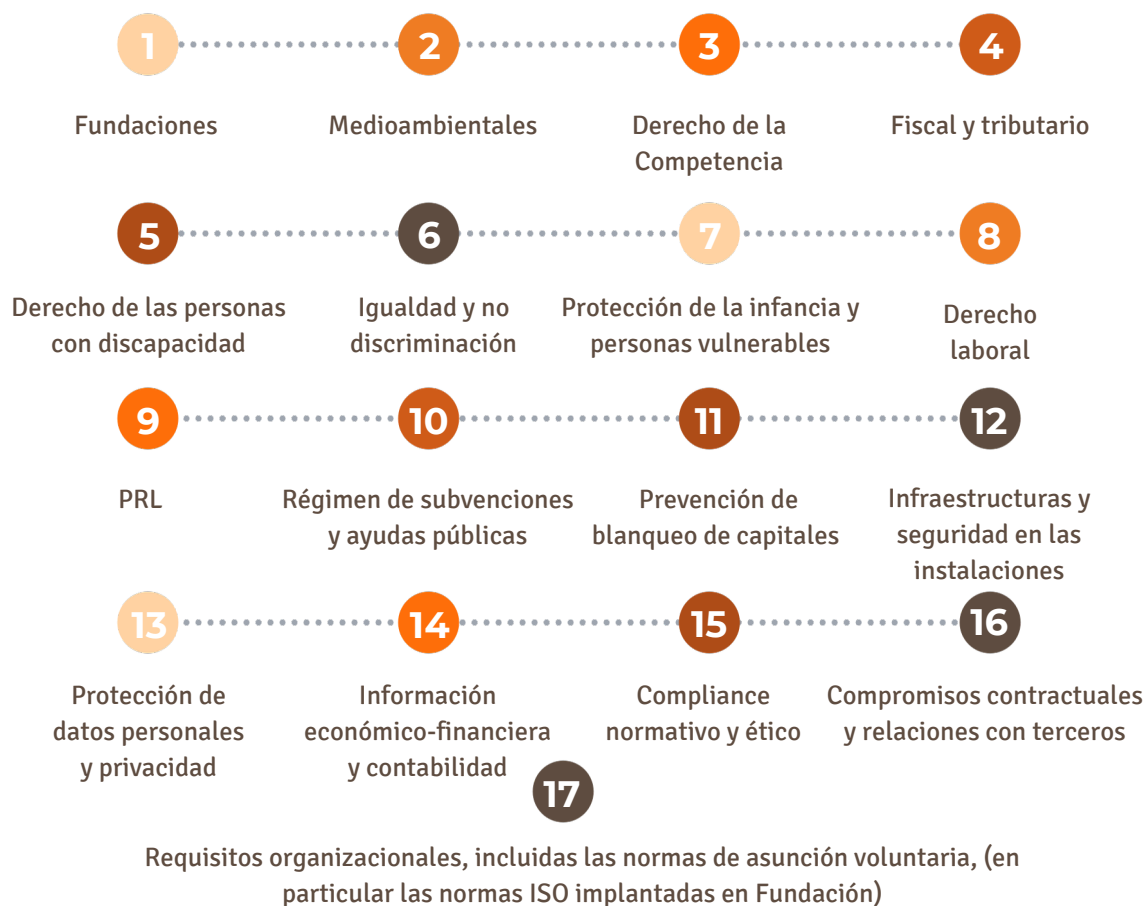 1
2
3
4
Fundaciones
Medioambientales
Derecho de la
Competencia
Fiscal y tributario
5
6
7
8
Derecho de las personas
con discapacidad
Igualdad y no
discriminación
Protección de la infancia y
personas vulnerables
Derecho
laboral
9
10
11
12
PRL
Régimen de subvenciones
y ayudas públicas
Prevención de
blanqueo de capitales
Infraestructuras y
seguridad en las
instalaciones
13
14
15
16
Protección de
datos personales
y privacidad
Información
económico-financiera
y contabilidad
Compliance
normativo y ético
Compromisos contractuales
y relaciones con terceros
17
Requisitos organizacionales, incluidas las normas de asunción voluntaria, (en
particular las normas ISO implantadas en Fundación)